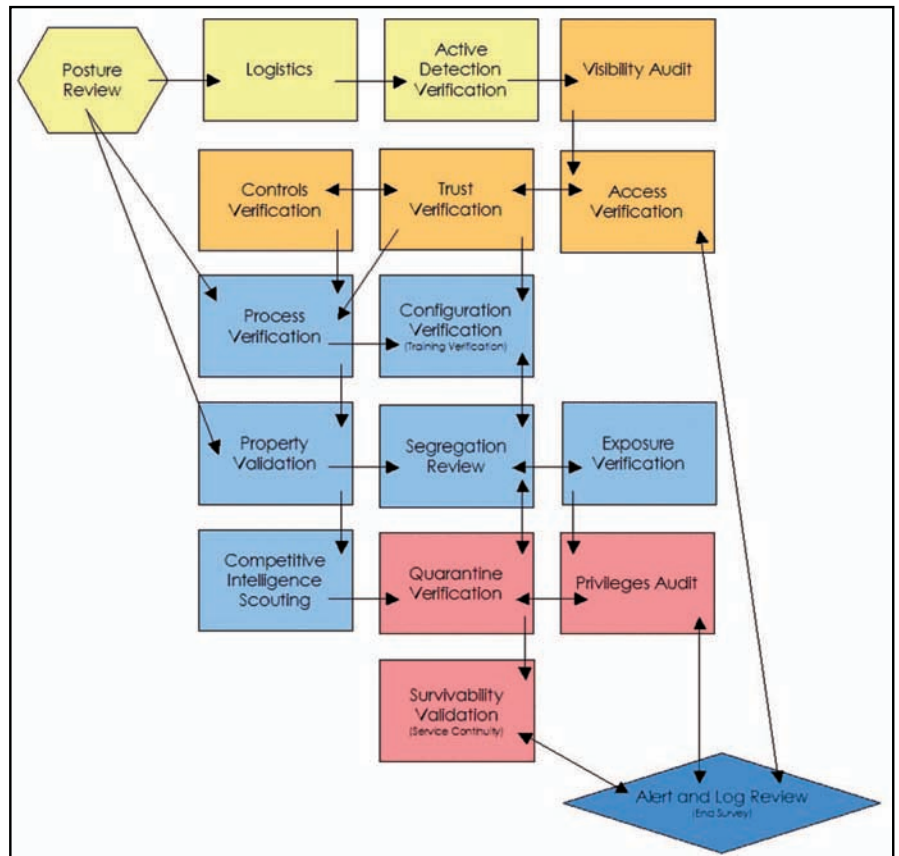 Posture
Review
Logistics
Active
Detection
Verification
Visibility Audit
Controls
Verification
Trust
Verification
Access
Verification
Process
Verification
Configuration
Verification
(Training Verification)
Property
Validation
Segregation
Review
Exposure
Verification
Competitive
Intelligence
Scouting
Quarantine
Verification
Privileges Audit
Survivability
Validation
(Service Continuity)
Alert and Log Review
(End Survey)